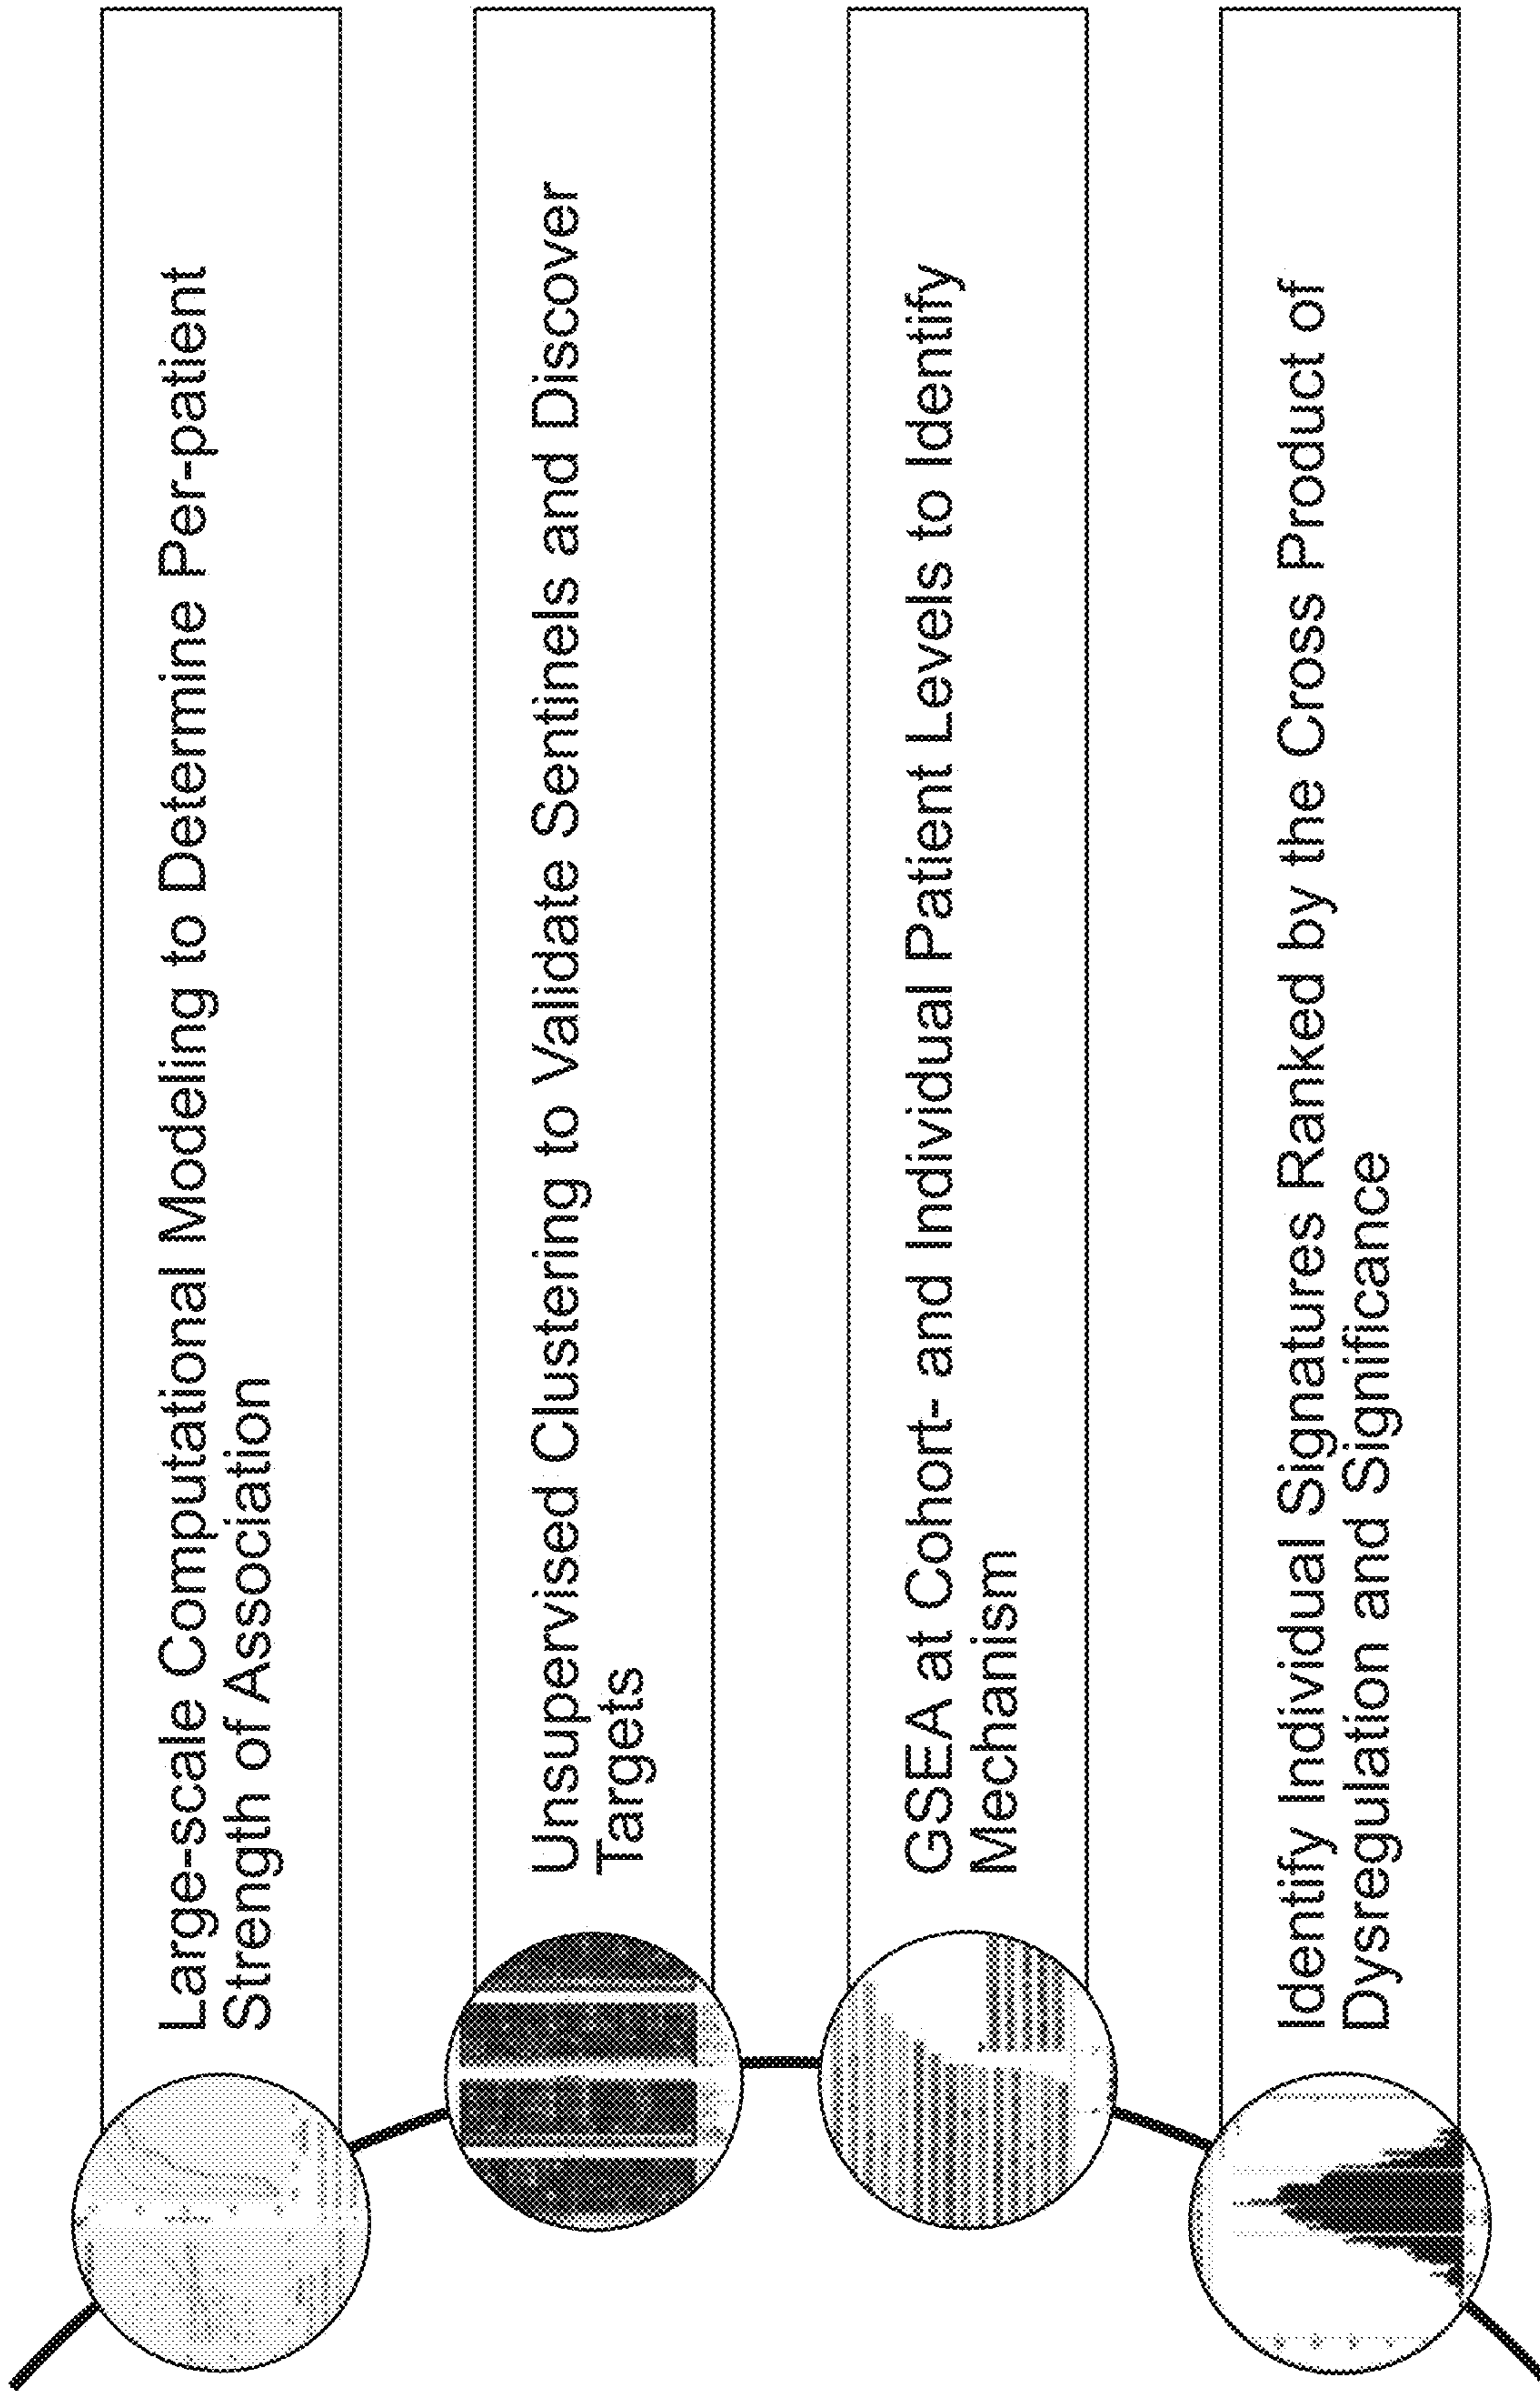 Large-scale Computational Modeling to Determine Per-patient
Strength of Association
Unsupervised Clustering to Validate Sentinels and Discover
Targets
GSEA at Cohort- and Individual Patient Levels to Identify
Mechanism
Identify Individual Signatures Ranked by the Cross Product of
Dysregulation and Significance